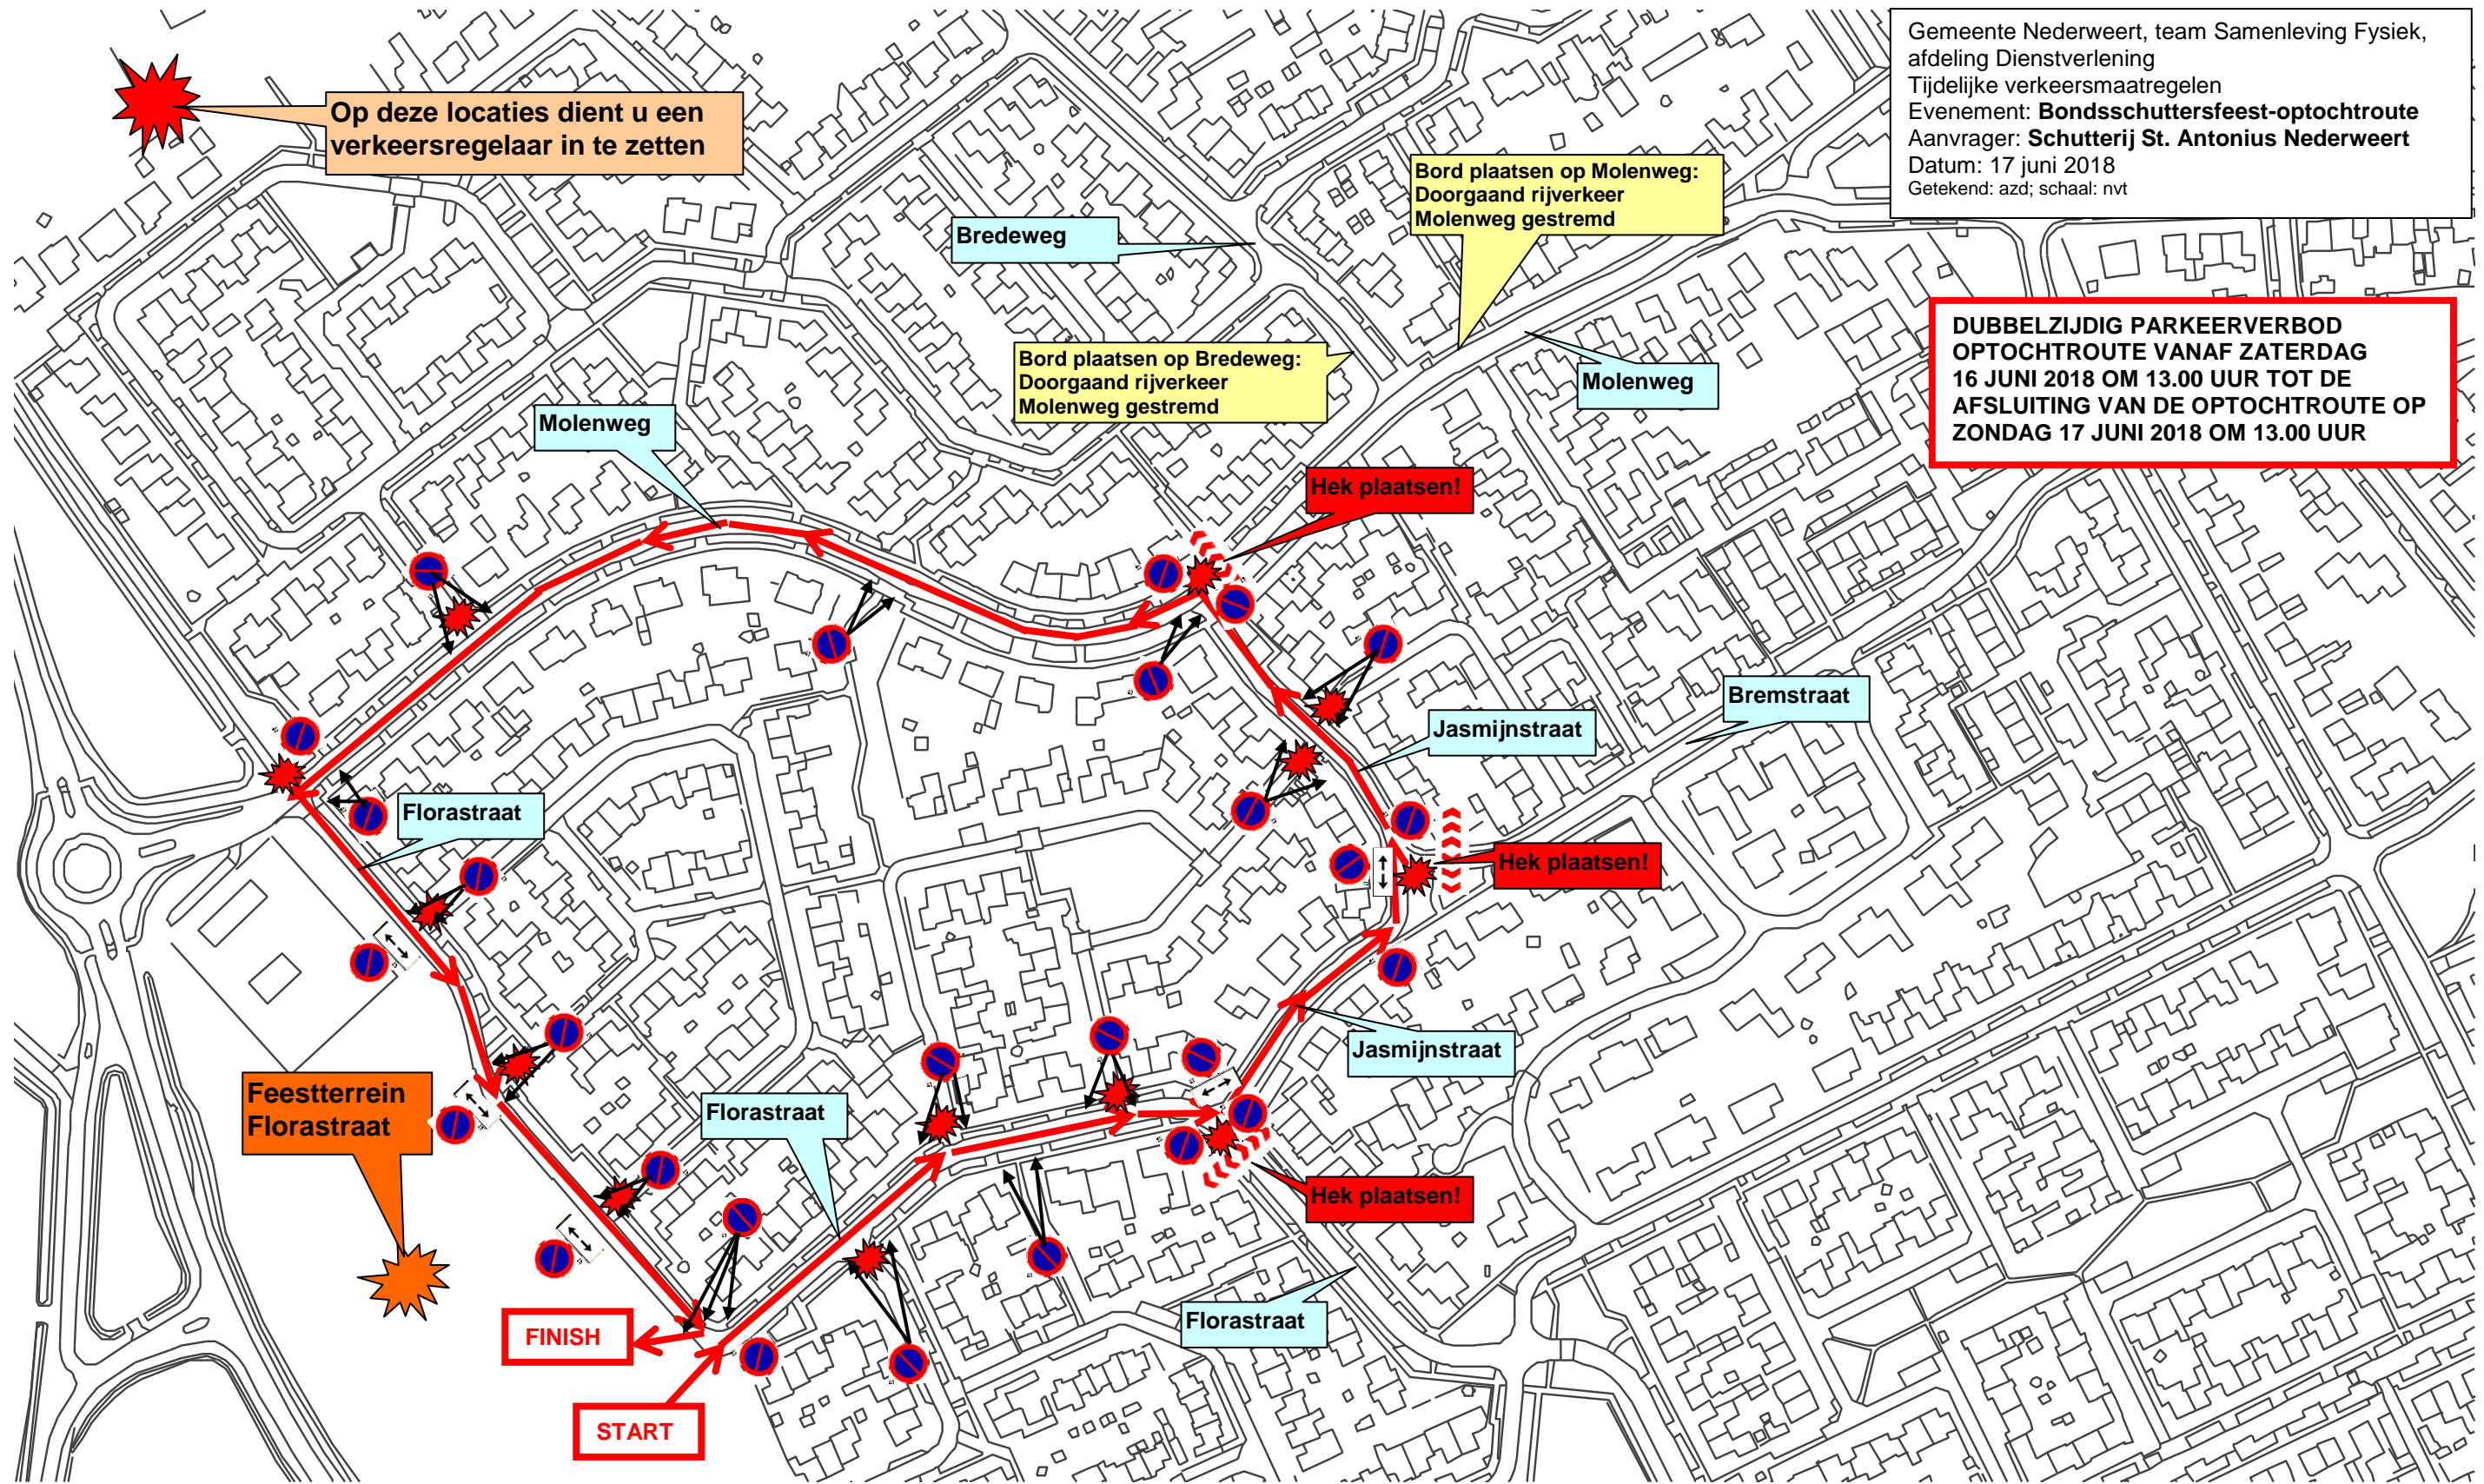 Gemeente Nederweert, team Samenleving Fysiek,
afdeling Dienstverlening
Tijdelijke verkeersmaatregelen
Evenement: Bondsschuttersfeest-optochtroute
Aanvrager: Schutterij St. Antonius Nederweert
Datum: 17 juni 2018
Getekend: azd; schaal: nvt
Op deze locaties dient u een
verkeersregelaar in te zetten
Bord plaatsen op Molenweg:
Doorgaand rijverkeer
Molenweg gestremd
Bredeweg
DUBBELZIJDIG PARKEERVERBOD
OPTOCHTROUTE VANAF ZATERDAG
16 JUNI 2018 OM 13.00 UUR TOT DE
AFSLUITING VAN DE OPTOCHTROUTE OP
ZONDAG 17 JUNI 2018 OM 13.00 UUR
Bord plaatsen op Bredeweg:
Doorgaand rijverkeer
Molenweg gestremd
Molenweg
Molenweg
Hek plaatsen!
Bremstraat
Jasmijnstraat
Florastraat
Hek plaatsen!
Jasmijnstraat
Feestterrein
Florastraat
Florastraat
Hek plaatsen!
Florastraat
FINISH
START